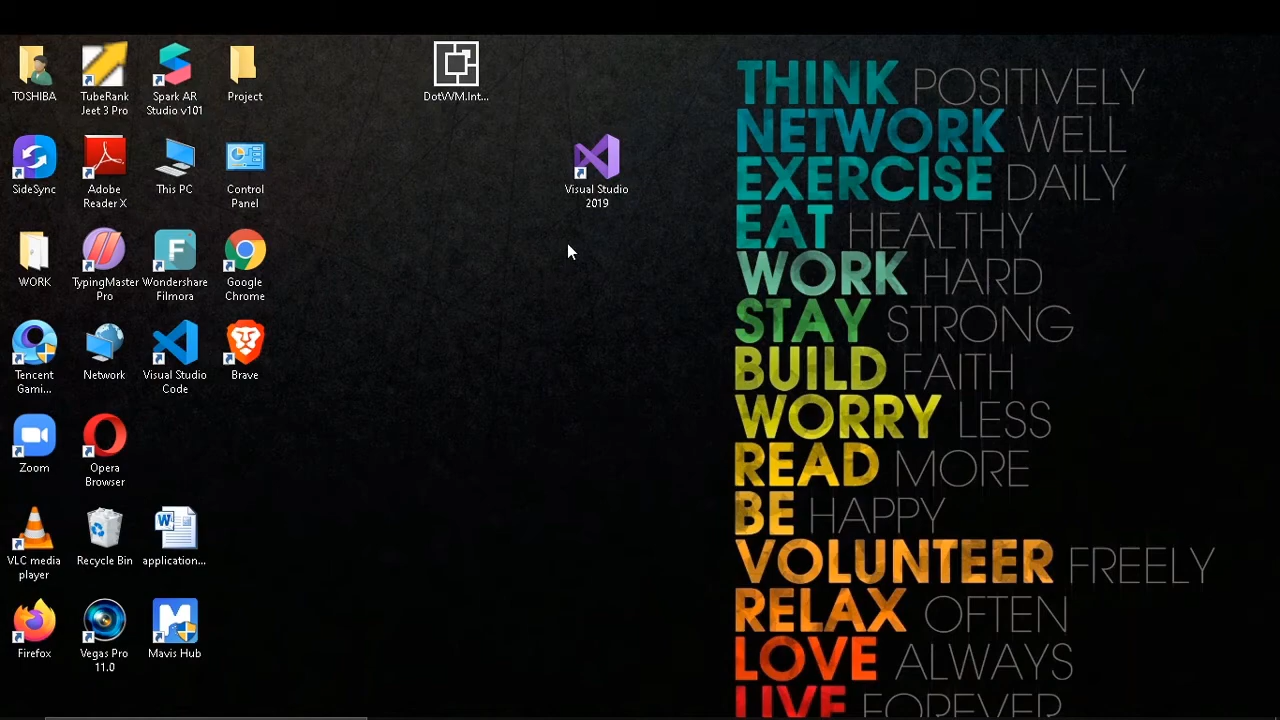 TOSHIBA
TubeRank
Jeet 3 Pro
Spark AR
Studio v101
Project
DotVVM.Int...
SideSync
Adobe
Reader X
This PC
Control
Panel
Visual Studio
2019
WORK
TypingMaster
Pro
Wondershare
Filmora
Google
Chrome
Tencent
Gami...
Network
Visual Studio
Code
Brave
Zoom
Opera
Browser
VLC media
player
Recycle Bin
application...
Firefox
Vegas Pro
11.0
Mavis Hub
THINK POSITIVELY
NETWORK WELL
EXERCISE DAILY
EAT HEALTHY
WORK HARD
STAY STRONG
BUILD FAITH
WORRY LESS
READ MORE
BE HAPPY
VOLUNTEER FREELY
RELAX OFTEN
LOVE ALWAYS
LIVE FOREVER